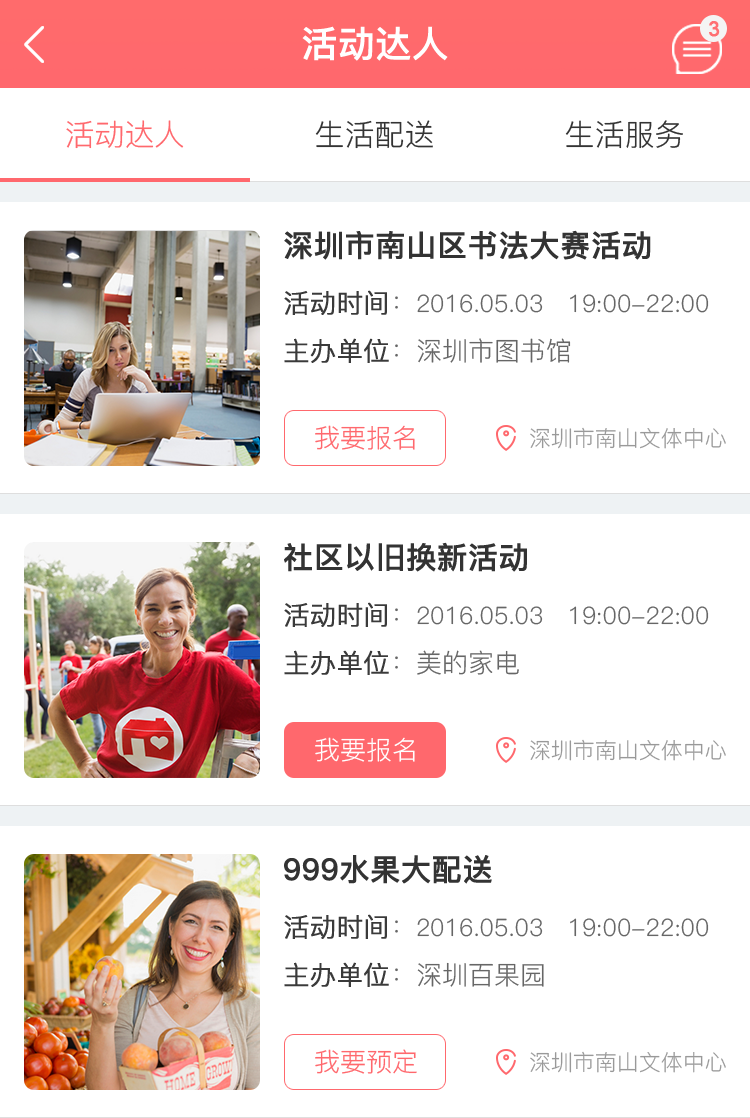 活动达人
3
活动达人 生活配送 生活服务
深圳市南山区书法大赛活动
活动时间：2016.05.03 19:00-22:00
主办单位：深圳市图书馆
我要报名 深圳市南山文体中心
社区以旧换新活动
活动时间：2016.05.03 19:00-22:00
主办单位：美的家电
我要报名 深圳市南山文体中心
999水果大配送
活动时间：2016.05.03 19:00-22:00
主办单位：深圳百果园
HOME GROWN
我要预定 深圳市南山文体中心